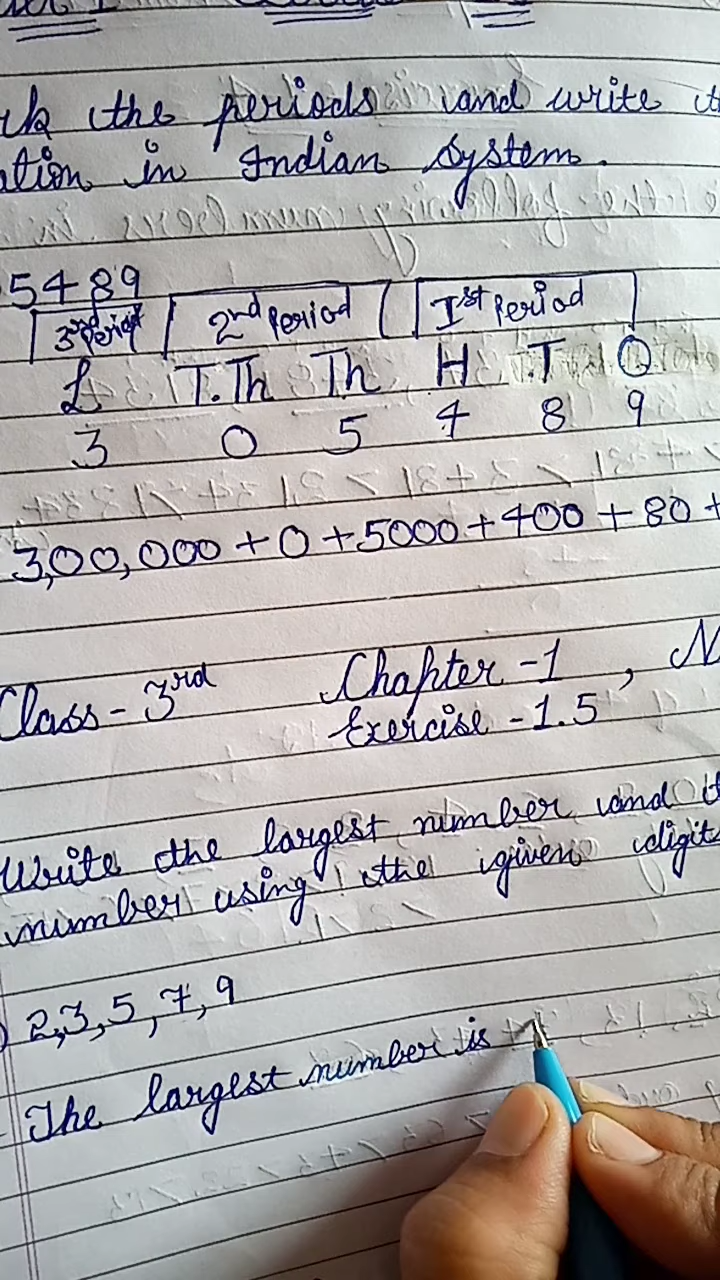 the periods and write
in Indian System.
5489
3rd Period 2nd Period Ist Period
L T.Th Th H T O
3 0 5 4 8 9
3,00,000+0+5000+400+80+
Class-3rd Chapter-1, N
Exercise-1.5
Write the largest number and
number using the given digit
2,3,5,7,9
The largest number is